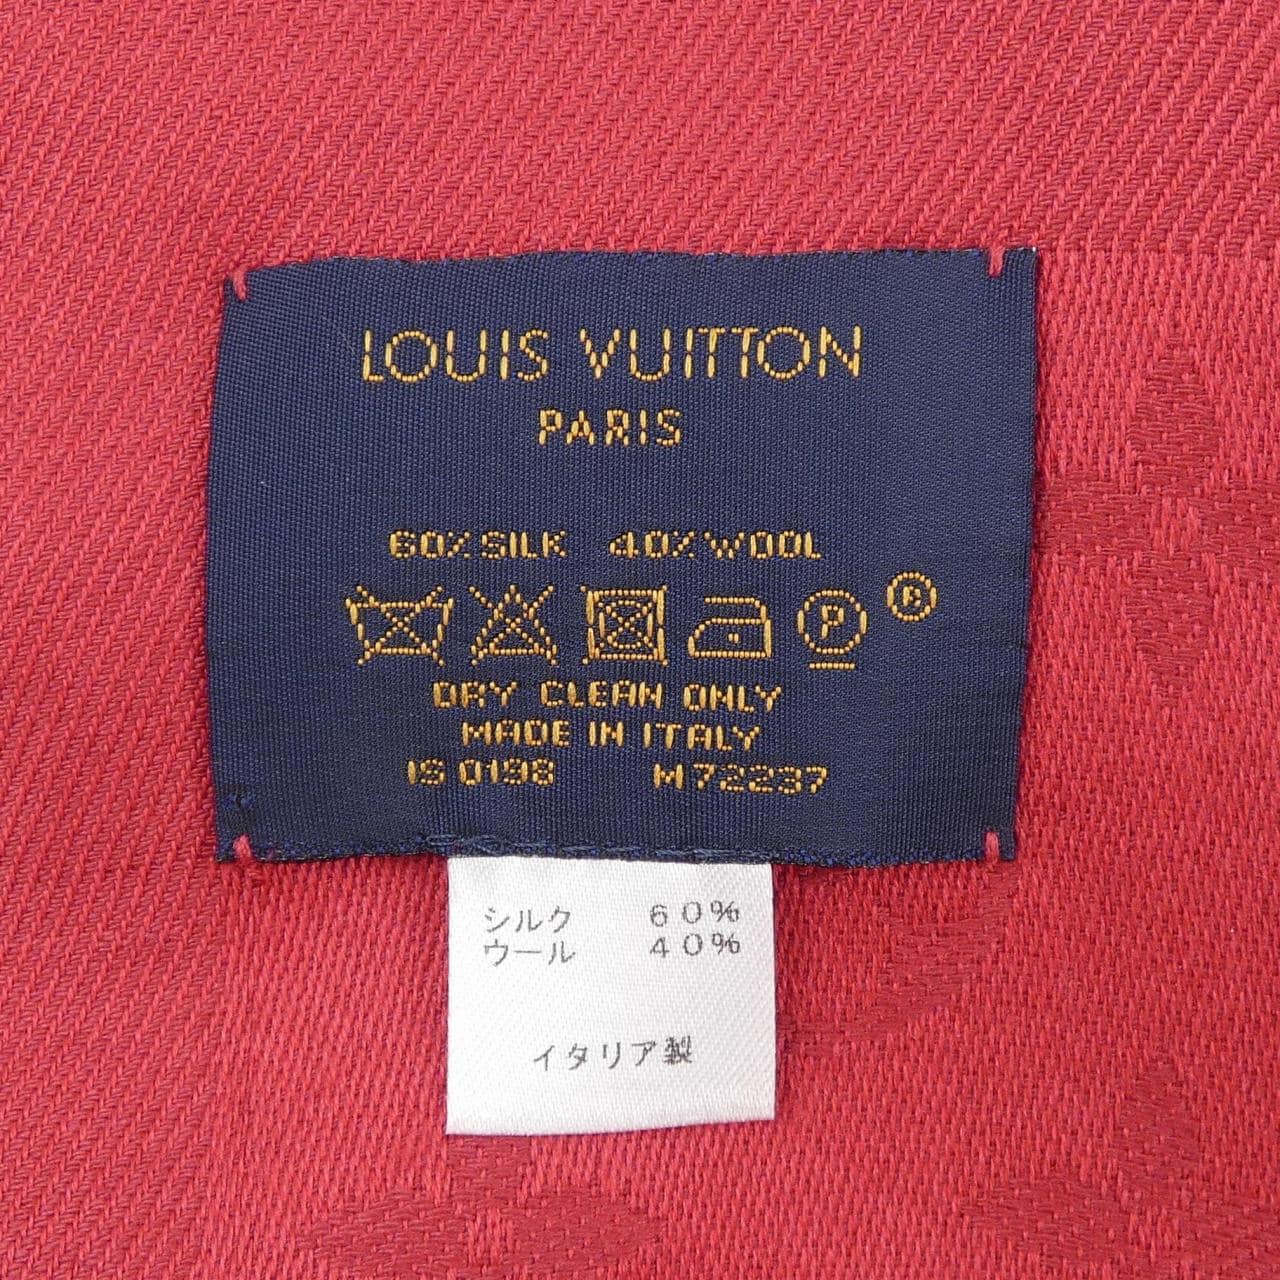 LOUIS VUITTON
PARIS
60% SILK 40% WOOL
P ®
DRY CLEAN ONLY
MADE IN ITALY
IS 0198 M72237
シルク 60%
ウール 40%
イタリア製